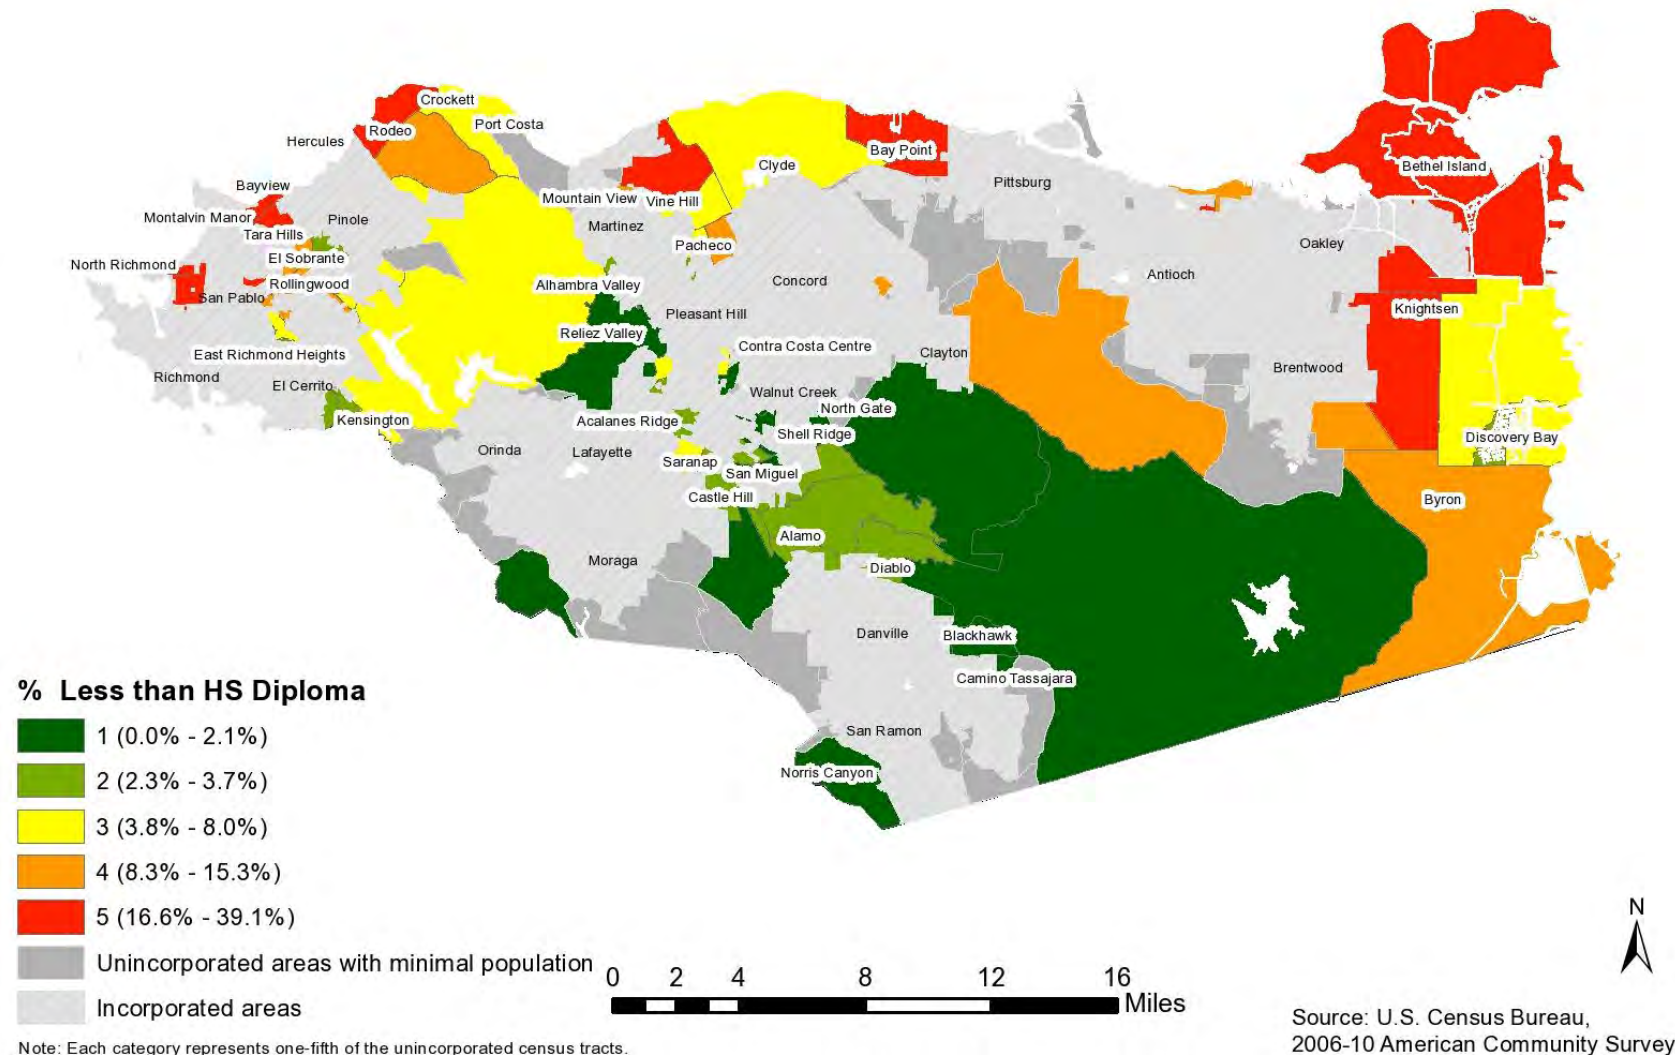 Crockett
Port Costa
Rodeo
Hercules
Bay Point
Clyde
Bethel Island
Pittsburg
Bayview
Mountain View
Vine Hill
Montalvin Manor
Pinole
Martinez
Tara Hills
Pacheco
Oakley
El Sobrante
North Richmond
Antioch
Rollingwood
Alhambra Valley
Concord
San Pablo
Knightsen
Pleasant Hill
Reliez Valley
Contra Costa Centre
East Richmond Heights
Clayton
Brentwood
Richmond
El Cerrito
Walnut Creek
North Gate
Kensington
Acalanes Ridge
Shell Ridge
Discovery Bay
Orinda
Lafayette
Saranap
San Miguel
Castle Hill
Byron
Alamo
Moraga
Diablo
Danville
Blackhawk
Camino Tassajara
San Ramon
Norris Canyon
% Less than HS Diploma
1 (0.0% - 2.1%)
2 (2.3% - 3.7%)
3 (3.8% - 8.0%)
4 (8.3% - 15.3%)
5 (16.6% - 39.1%)
Unincorporated areas with minimal population
Incorporated areas
Note: Each category represents one-fifth of the unincorporated census tracts.
0 2 4 8 12 16
Miles
N
Source: U.S. Census Bureau,
2006-10 American Community Survey